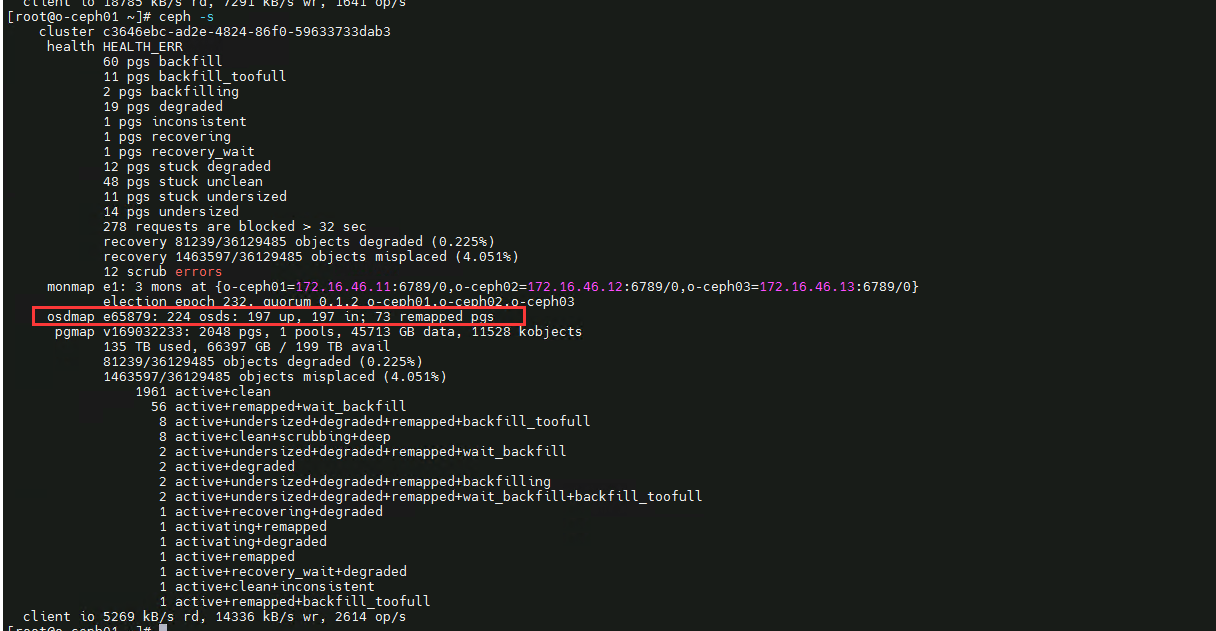 client io 18785 kB/s rd, 7291 kB/s wr, 1641 op/s
[root@o-ceph01 ~]# ceph -s
cluster c3646ebc-ad2e-4824-86f0-59633733dab3
health HEALTH_ERR
60 pgs backfill
11 pgs backfill_toofull
2 pgs backfilling
19 pgs degraded
1 pgs inconsistent
1 pgs recovering
1 pgs recovery_wait
12 pgs stuck degraded
48 pgs stuck unclean
11 pgs stuck undersized
14 pgs undersized
278 requests are blocked > 32 sec
recovery 81239/36129485 objects degraded (0.225%)
recovery 1463597/36129485 objects misplaced (4.051%)
12 scrub errors
monmap e1: 3 mons at {o-ceph01=172.16.46.11:6789/0,o-ceph02=172.16.46.12:6789/0,o-ceph03=172.16.46.13:6789/0}
election epoch 232, quorum 0,1,2 o-ceph01,o-ceph02,o-ceph03
osdmap e65879: 224 osds: 197 up, 197 in; 73 remapped pgs
pgmap v169032233: 2048 pgs, 1 pools, 45713 GB data, 11528 kobjects
135 TB used, 66397 GB / 199 TB avail
81239/36129485 objects degraded (0.225%)
1463597/36129485 objects misplaced (4.051%)
1961 active+clean
56 active+remapped+wait_backfill
8 active+undersized+degraded+remapped+backfill_toofull
8 active+clean+scrubbing+deep
2 active+undersized+degraded+remapped+wait_backfill
2 active+degraded
2 active+undersized+degraded+remapped+backfilling
2 active+undersized+degraded+remapped+wait_backfill+backfill_toofull
1 active+recovering+degraded
1 activating+remapped
1 activating+degraded
1 active+remapped
1 active+recovery_wait+degraded
1 active+clean+inconsistent
1 active+remapped+backfill_toofull
client io 5269 kB/s rd, 14336 kB/s wr, 2614 op/s
[root@o-ceph01 ~]#